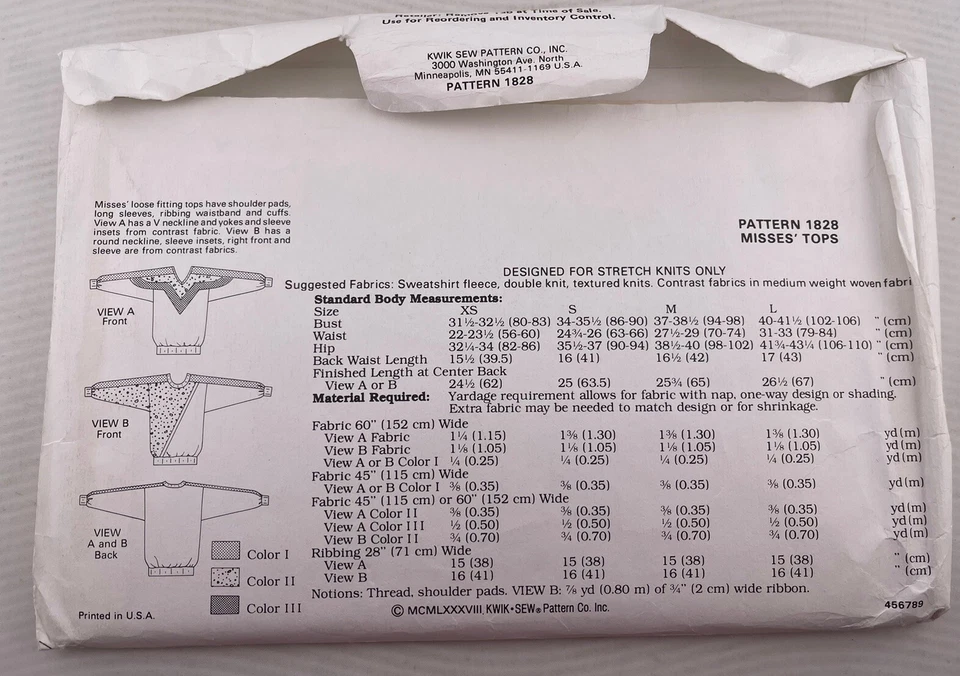 at Time of Sale.
Use for Reordering and Inventory Control.
KWIK SEW PATTERN CO., INC.
3000 Washington Ave. North
Minneapolis, MN 55411-1169 U.S.A.
PATTERN 1828
Misses' loose fitting tops have shoulder pads,
long sleeves, ribbing waistband and cuffs.
View A has a V neckline and yokes and sleeve
insets from contrast fabric. View B has a
round neckline, sleeve insets, right front and
sleeve are from contrast fabrics.
PATTERN 1828
MISSES' TOPS
VIEW A
Front
VIEW B
Front
VIEW
A and B
Back
Color I
Color II
Color III
DESIGNED FOR STRETCH KNITS ONLY
Suggested Fabrics: Sweatshirt fleece, double knit, textured knits. Contrast fabrics in medium weight woven fabri
Standard Body Measurements:
Size XS S M L
Bust 31½-32½ (80-83) 34-35½ (86-90) 37-38½ (94-98) 40-41½ (102-106) " (cm)
Waist 22-23½ (56-60) 24¾-26 (63-66) 27½-29 (70-74) 31-33 (79-84) " (cm)
Hip 32¼-34 (82-86) 35½-37 (90-94) 38½-40 (98-102) 41¾-43¼ (106-110) " (cm)
Back Waist Length 15½ (39.5) 16 (41) 16½ (42) 17 (43) " (cm)
Finished Length at Center Back
View A or B 24½ (62) 25 (63.5) 25¾ (65) 26½ (67) " (cm)
Material Required: Yardage requirement allows for fabric with nap, one-way design or shading.
Extra fabric may be needed to match design or for shrinkage.
Fabric 60" (152 cm) Wide
View A Fabric 1¼ (1.15) 1⅜ (1.30) 1⅜ (1.30) 1⅜ (1.30) yd (m)
View B Fabric 1⅛ (1.05) 1⅛ (1.05) 1⅛ (1.05) 1⅛ (1.05) yd (m)
View A or B Color I ¼ (0.25) ¼ (0.25) ¼ (0.25) ¼ (0.25) yd (m)
Fabric 45" (115 cm) Wide
View A or B Color I ⅜ (0.35) ⅜ (0.35) ⅜ (0.35) ⅜ (0.35) yd (m)
Fabric 45" (115 cm) or 60" (152 cm) Wide
View A Color II ⅜ (0.35) ⅜ (0.35) ⅜ (0.35) ⅜ (0.35) yd (m)
View A Color III ½ (0.50) ½ (0.50) ½ (0.50) ½ (0.50) yd (m)
View B Color II ¾ (0.70) ¾ (0.70) ¾ (0.70) ¾ (0.70) yd (m)
Ribbing 28" (71 cm) Wide
View A 15 (38) 15 (38) 15 (38) 15 (38) " (cm)
View B 16 (41) 16 (41) 16 (41) 16 (41) " (cm)
Notions: Thread, shoulder pads. VIEW B: ⅞ yd (0.80 m) of ¾" (2 cm) wide ribbon.
Printed in U.S.A.
© MCMLXXXVIII, KWIK•SEW® Pattern Co. Inc.
456789